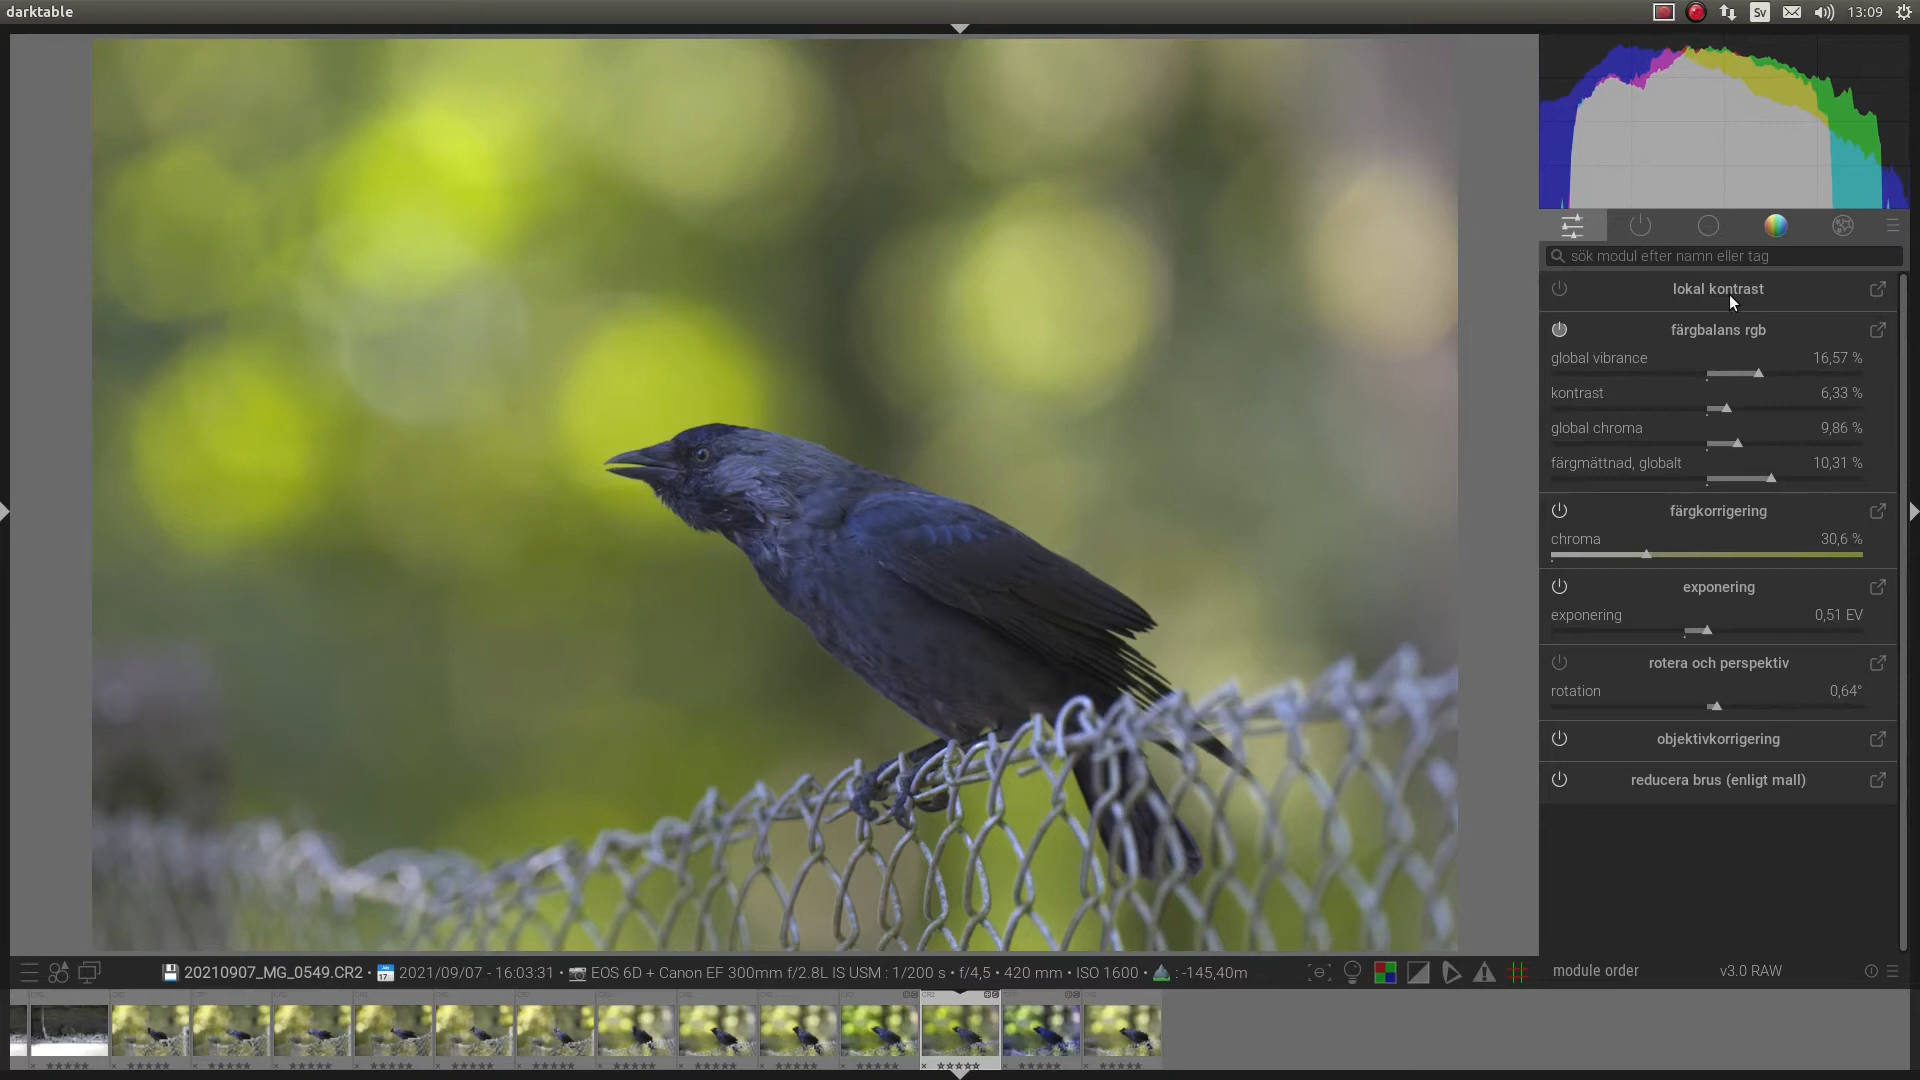 darktable
Sv
13:09
sök modul efter namn eller tag
lokal kontrast
färgbalans rgb
global vibrance 16,57 %
kontrast 6,33 %
global chroma 9,86 %
färgmättnad, globalt 10,31 %
färgkorrigering
chroma 30,6 %
exponering
exponering 0,51 EV
rotera och perspektiv
rotation 0,64°
objektivkorrigering
reducera brus (enligt mall)
20210907_MG_0549.CR2 • 2021/09/07 - 16:03:31 • EOS 6D + Canon EF 300mm f/2.8L IS USM : 1/200 s • f/4,5 • 420 mm • ISO 1600 • : -145,40m
module order v3.0 RAW